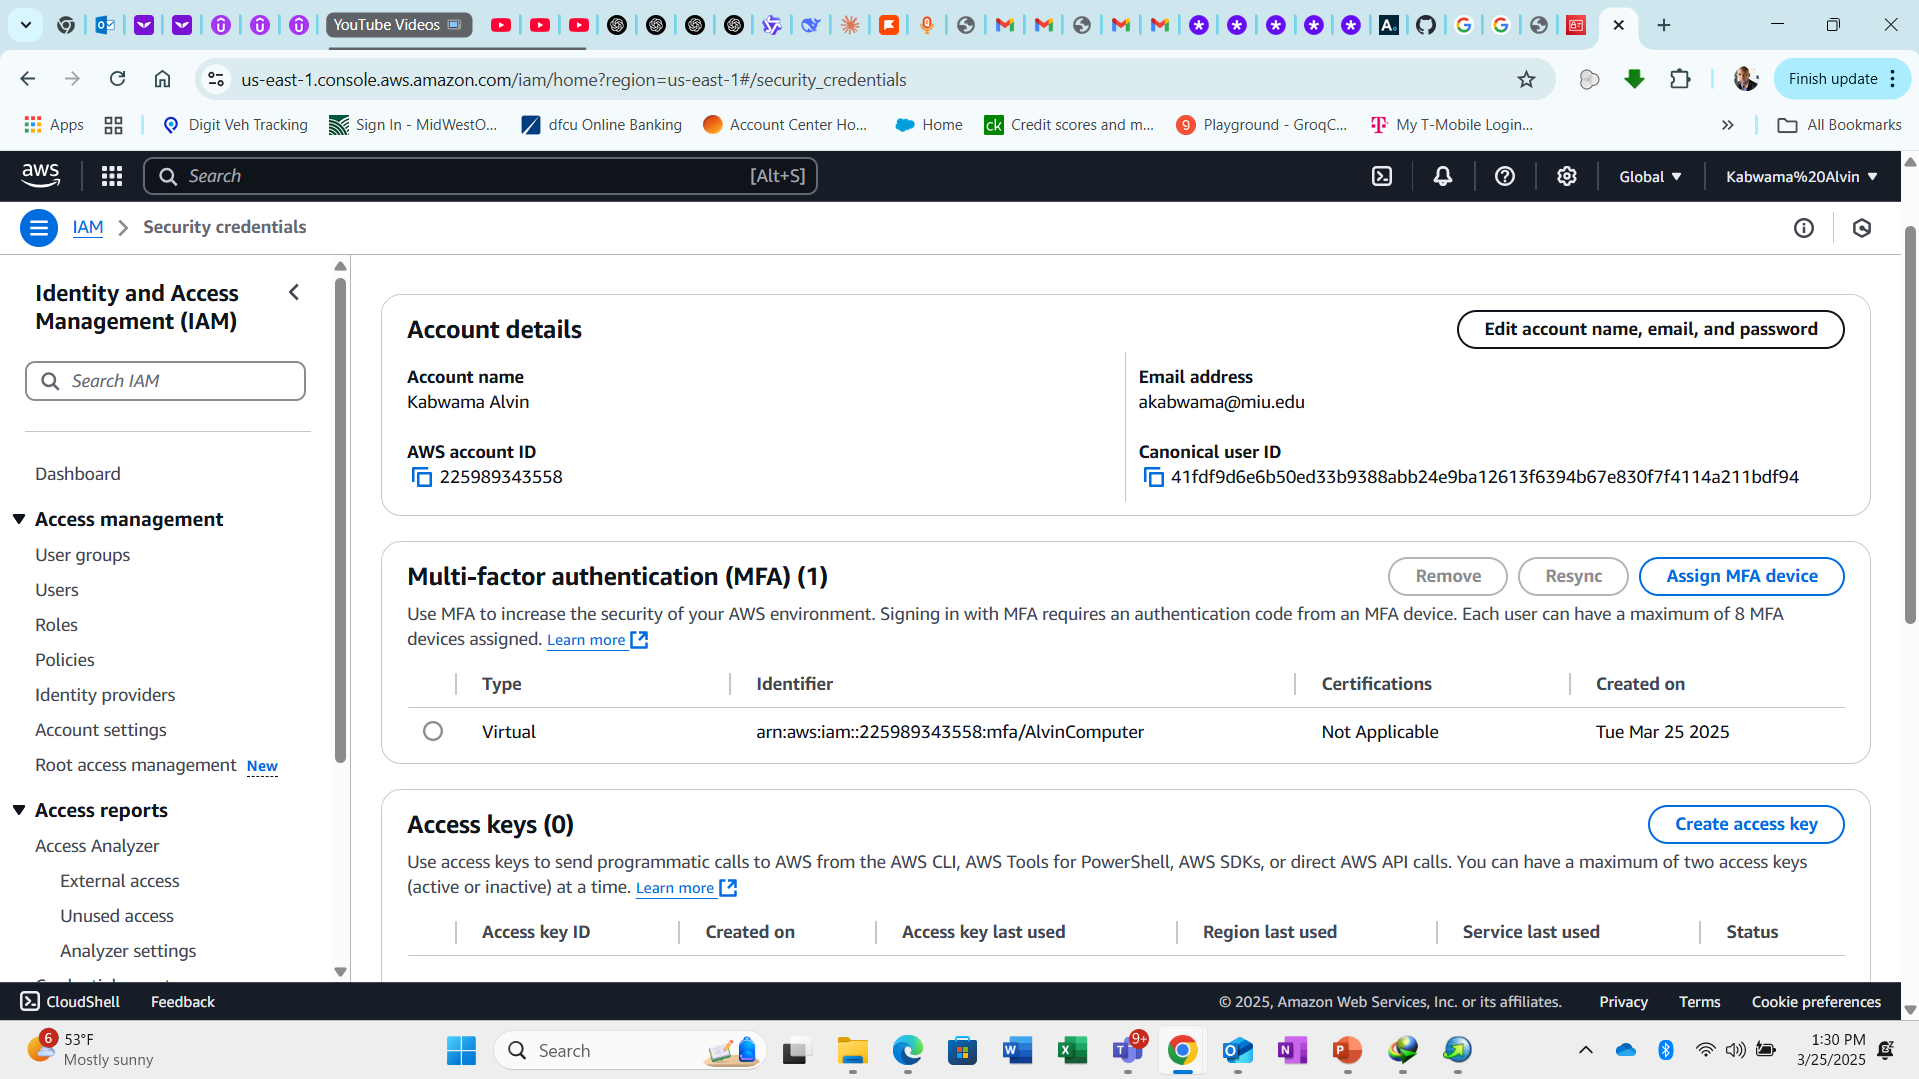 YouTube Videos
us-east-1.console.aws.amazon.com/iam/home?region=us-east-1#/security_credentials
Finish update
Apps
Digit Veh Tracking
Sign In - MidWestO...
dfcu Online Banking
Account Center Ho...
Home
ck Credit scores and m...
9 Playground - GroqC...
My T-Mobile Login...
All Bookmarks
aws
Search
[Alt+S]
Global
Kabwama%20Alvin
IAM
Security credentials
Identity and Access
Management (IAM)
Search IAM
Dashboard
Access management
User groups
Users
Roles
Policies
Identity providers
Account settings
Root access management New
Access reports
Access Analyzer
External access
Unused access
Analyzer settings
Account details
Edit account name, email, and password
Account name
Kabwama Alvin
Email address
akabwama@miu.edu
AWS account ID
225989343558
Canonical user ID
41fdf9d6e6b50ed33b9388abb24e9ba12613f6394b67e830f7f4114a211bdf94
Multi-factor authentication (MFA) (1)
Remove
Resync
Assign MFA device
Use MFA to increase the security of your AWS environment. Signing in with MFA requires an authentication code from an MFA device. Each user can have a maximum of 8 MFA
devices assigned. Learn more
Type
Identifier
Certifications
Created on
Virtual
arn:aws:iam::225989343558:mfa/AlvinComputer
Not Applicable
Tue Mar 25 2025
Access keys (0)
Create access key
Use access keys to send programmatic calls to AWS from the AWS CLI, AWS Tools for PowerShell, AWS SDKs, or direct AWS API calls. You can have a maximum of two access keys
(active or inactive) at a time. Learn more
Access key ID
Created on
Access key last used
Region last used
Service last used
Status
CloudShell
Feedback
© 2025, Amazon Web Services, Inc. or its affiliates.
Privacy
Terms
Cookie preferences
6
53°F
Mostly sunny
Search
9+
1:30 PM
3/25/2025